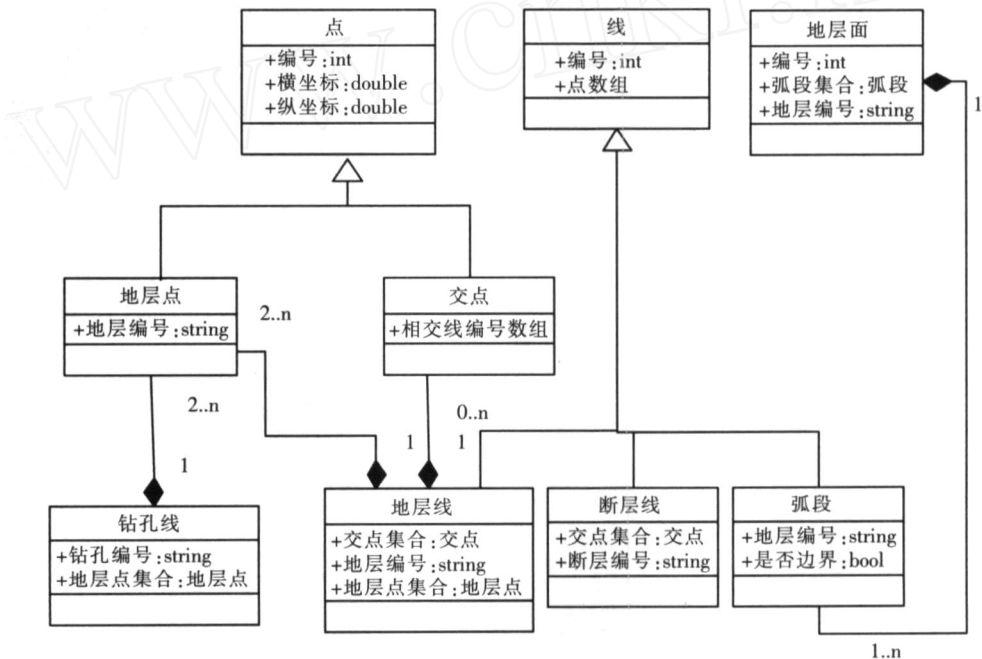 点
+编号:int
+横坐标:double
+纵坐标:double
线
+编号:int
+点数组
地层面
+编号:int
+弧段集合:弧段
+地层编号:string
1
地层点
+地层编号:string
2..n
交点
+相交线编号数组
2..n
0..n
1
1
1
钻孔线
+钻孔编号:string
+地层点集合:地层点
地层线
+交点集合:交点
+地层编号:string
+地层点集合:地层点
断层线
+交点集合:交点
+断层编号:string
弧段
+地层编号:string
+是否边界:bool
1..n